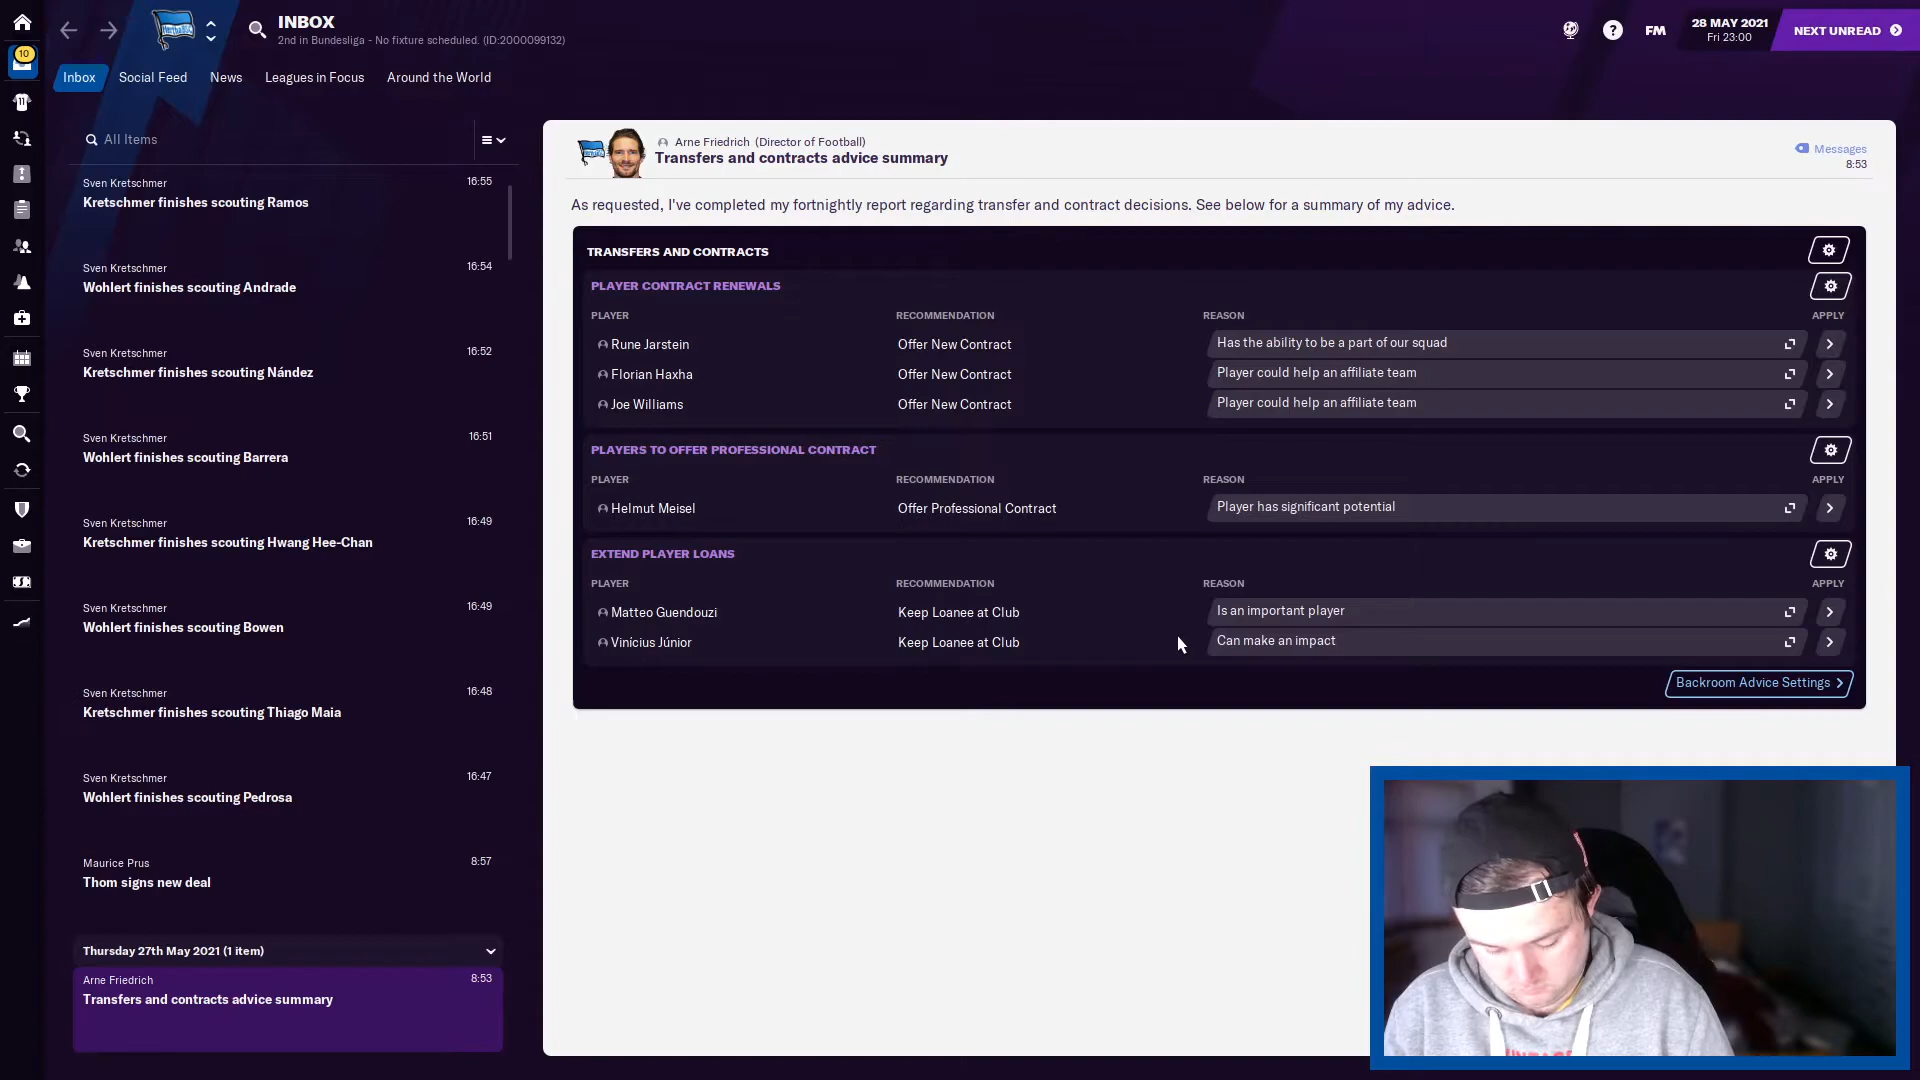 INBOX
2nd in Bundesliga - No fixture scheduled. (ID:2000099132)
FM
28 MAY 2021
Fri 23:00
NEXT UNREAD
10
Inbox
Social Feed
News
Leagues in Focus
Around the World
All Items
Sven Kretschmer 16:55
Kretschmer finishes scouting Ramos
Sven Kretschmer 16:54
Wohlert finishes scouting Andrade
Sven Kretschmer 16:52
Kretschmer finishes scouting Nández
Sven Kretschmer 16:51
Wohlert finishes scouting Barrera
Sven Kretschmer 16:49
Kretschmer finishes scouting Hwang Hee-Chan
Sven Kretschmer 16:49
Wohlert finishes scouting Bowen
Sven Kretschmer 16:48
Kretschmer finishes scouting Thiago Maia
Sven Kretschmer 16:47
Wohlert finishes scouting Pedrosa
Maurice Prus 8:57
Thom signs new deal
Thursday 27th May 2021 (1 item)
Arne Friedrich 8:53
Transfers and contracts advice summary
Arne Friedrich (Director of Football)
Transfers and contracts advice summary
Messages
8:53
As requested, I've completed my fortnightly report regarding transfer and contract decisions. See below for a summary of my advice.
TRANSFERS AND CONTRACTS
PLAYER CONTRACT RENEWALS
PLAYER RECOMMENDATION REASON APPLY
Rune Jarstein Offer New Contract Has the ability to be a part of our squad
Florian Haxha Offer New Contract Player could help an affiliate team
Joe Williams Offer New Contract Player could help an affiliate team
PLAYERS TO OFFER PROFESSIONAL CONTRACT
PLAYER RECOMMENDATION REASON APPLY
Helmut Meisel Offer Professional Contract Player has significant potential
EXTEND PLAYER LOANS
PLAYER RECOMMENDATION REASON APPLY
Matteo Guendouzi Keep Loanee at Club Is an important player
Vinícius Júnior Keep Loanee at Club Can make an impact
Backroom Advice Settings